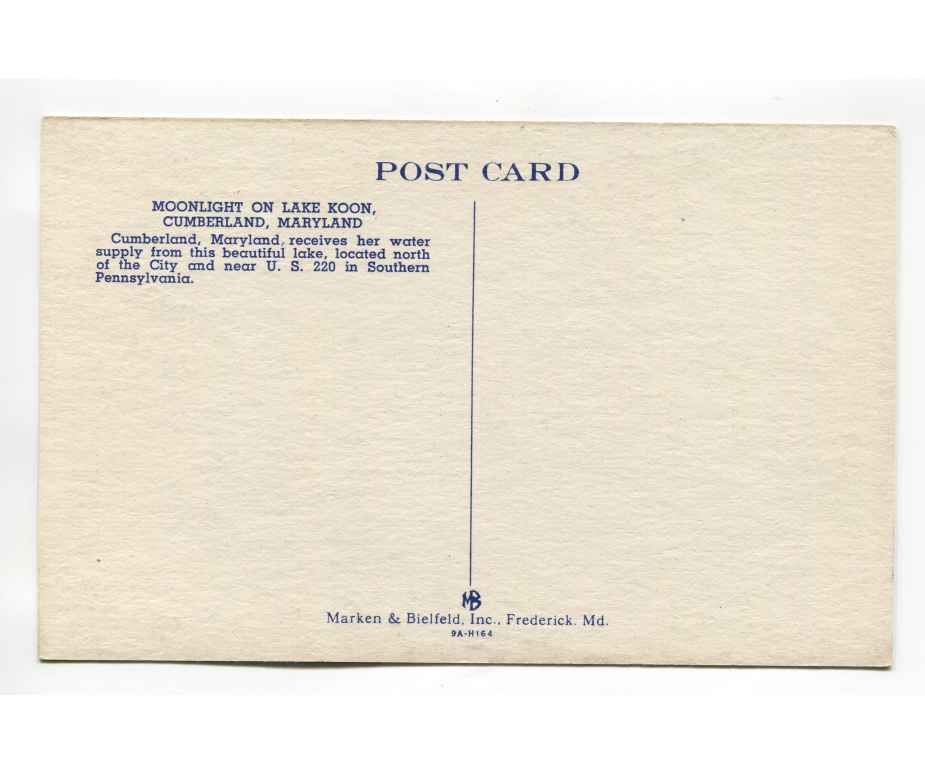 POST CARD
MOONLIGHT ON LAKE KOON,
CUMBERLAND, MARYLAND
Cumberland, Maryland, receives her water
supply from this beautiful lake, located north
of the City and near U. S. 220 in Southern
Pennsylvania.
MB
Marken & Bielfeld, Inc., Frederick. Md.
9A-H164